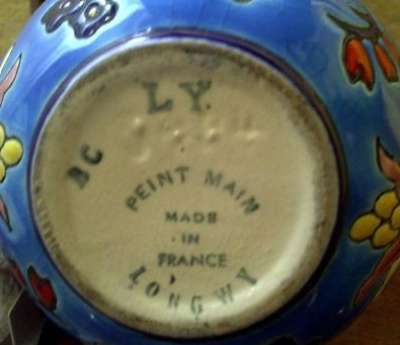 LY.
BC
PEINT MAIN
MADE
IN
FRANCE
LONGWY